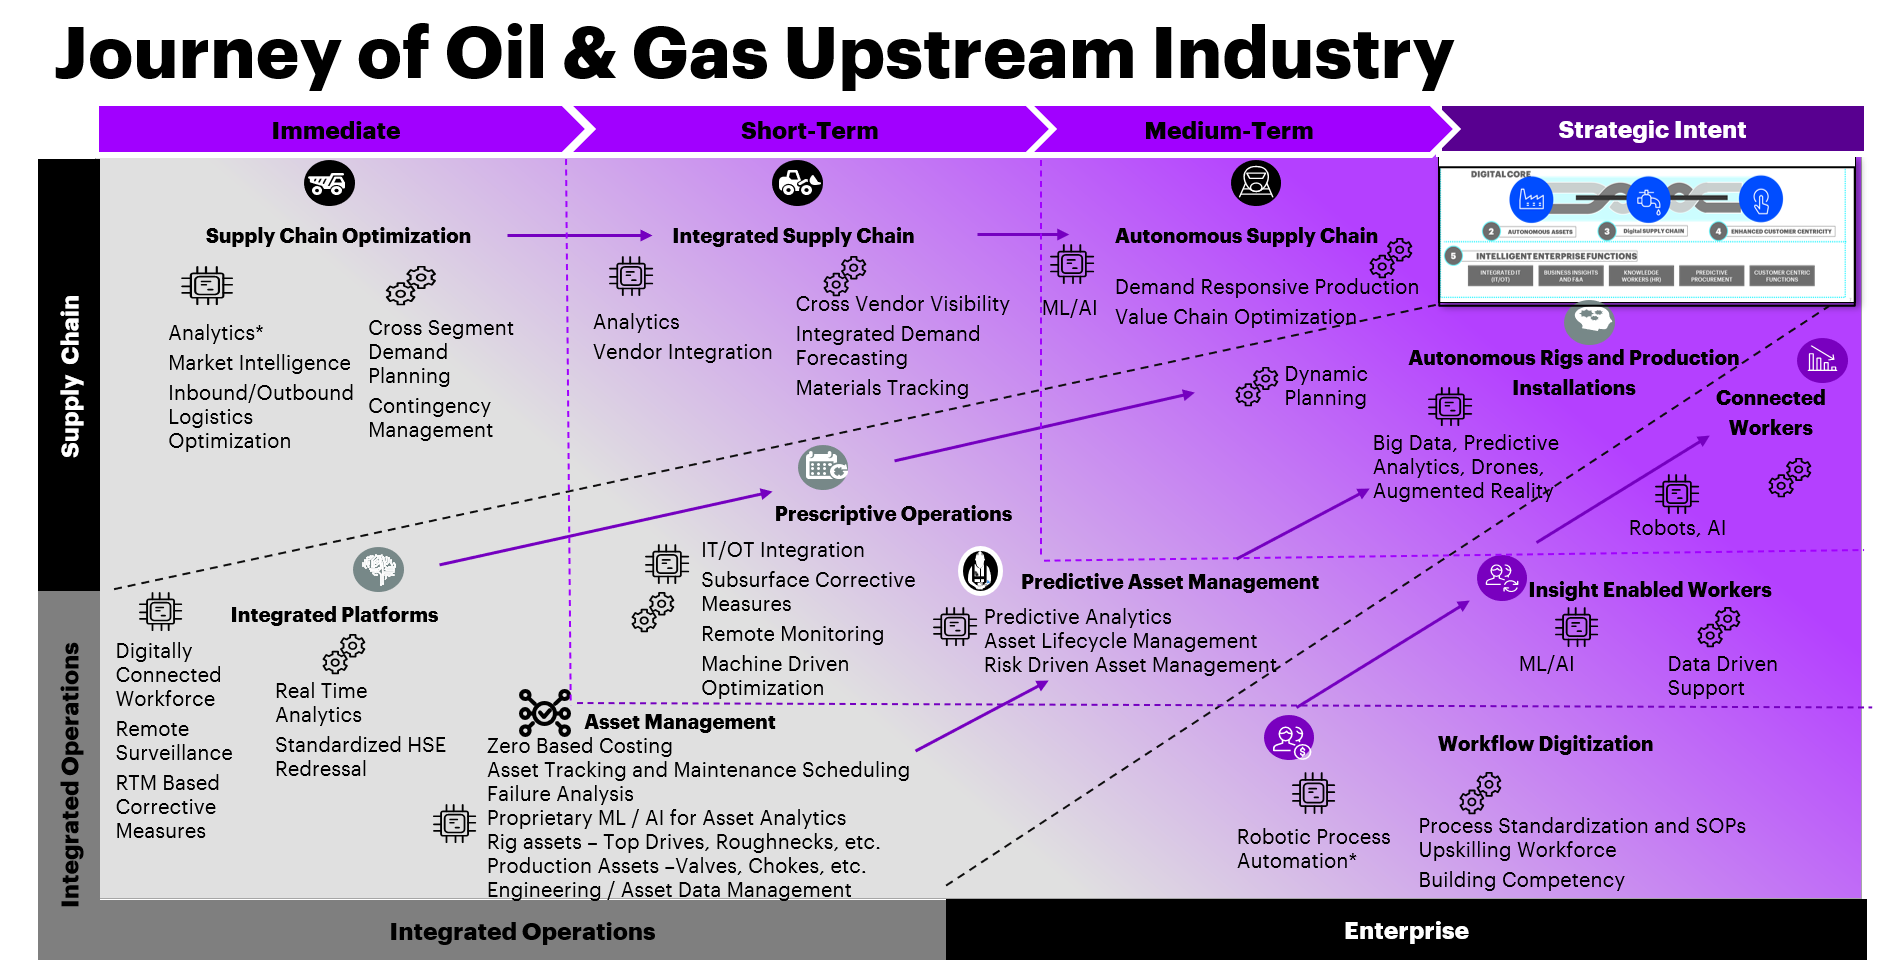 Journey of Oil & Gas Upstream Industry
Immediate
Short-Term
Medium-Term
Strategic Intent
Supply Chain
Integrated Operations
Supply Chain Optimization
Analytics*
Market Intelligence
Inbound/Outbound
Logistics
Optimization
Cross Segment
Demand
Planning
Contingency
Management
Integrated Supply Chain
Analytics
Vendor Integration
Cross Vendor Visibility
Integrated Demand
Forecasting
Materials Tracking
Autonomous Supply Chain
ML/AI
Demand Responsive Production
Value Chain Optimization
Dynamic
Planning
DIGITAL CORE
2 AUTONOMOUS ASSETS
3 Digital SUPPLY CHAIN
4 ENHANCED CUSTOMER CENTRICITY
5 INTELLIGENT ENTERPRISE FUNCTIONS
INTEGRATED IT
(IT/OT)
BUSINESS INSIGHTS
AND F&A
KNOWLEDGE
WORKERS (HR)
PREDICTIVE
PROCUREMENT
CUSTOMER CENTRIC
FUNCTIONS
Autonomous Rigs and Production
Installations
Big Data, Predictive
Analytics, Drones,
Augmented Reality
Connected
Workers
Robots, AI
Integrated Platforms
Digitally
Connected
Workforce
Remote
Surveillance
RTM Based
Corrective
Measures
Real Time
Analytics
Standardized HSE
Redressal
Prescriptive Operations
IT/OT Integration
Subsurface Corrective
Measures
Remote Monitoring
Machine Driven
Optimization
Predictive Asset Management
Predictive Analytics
Asset Lifecycle Management
Risk Driven Asset Management
Insight Enabled Workers
ML/AI
Data Driven
Support
Asset Management
Zero Based Costing
Asset Tracking and Maintenance Scheduling
Failure Analysis
Proprietary ML / AI for Asset Analytics
Rig assets – Top Drives, Roughnecks, etc.
Production Assets –Valves, Chokes, etc.
Engineering / Asset Data Management
$
Workflow Digitization
Robotic Process
Automation*
Process Standardization and SOPs
Upskilling Workforce
Building Competency
Integrated Operations
Enterprise